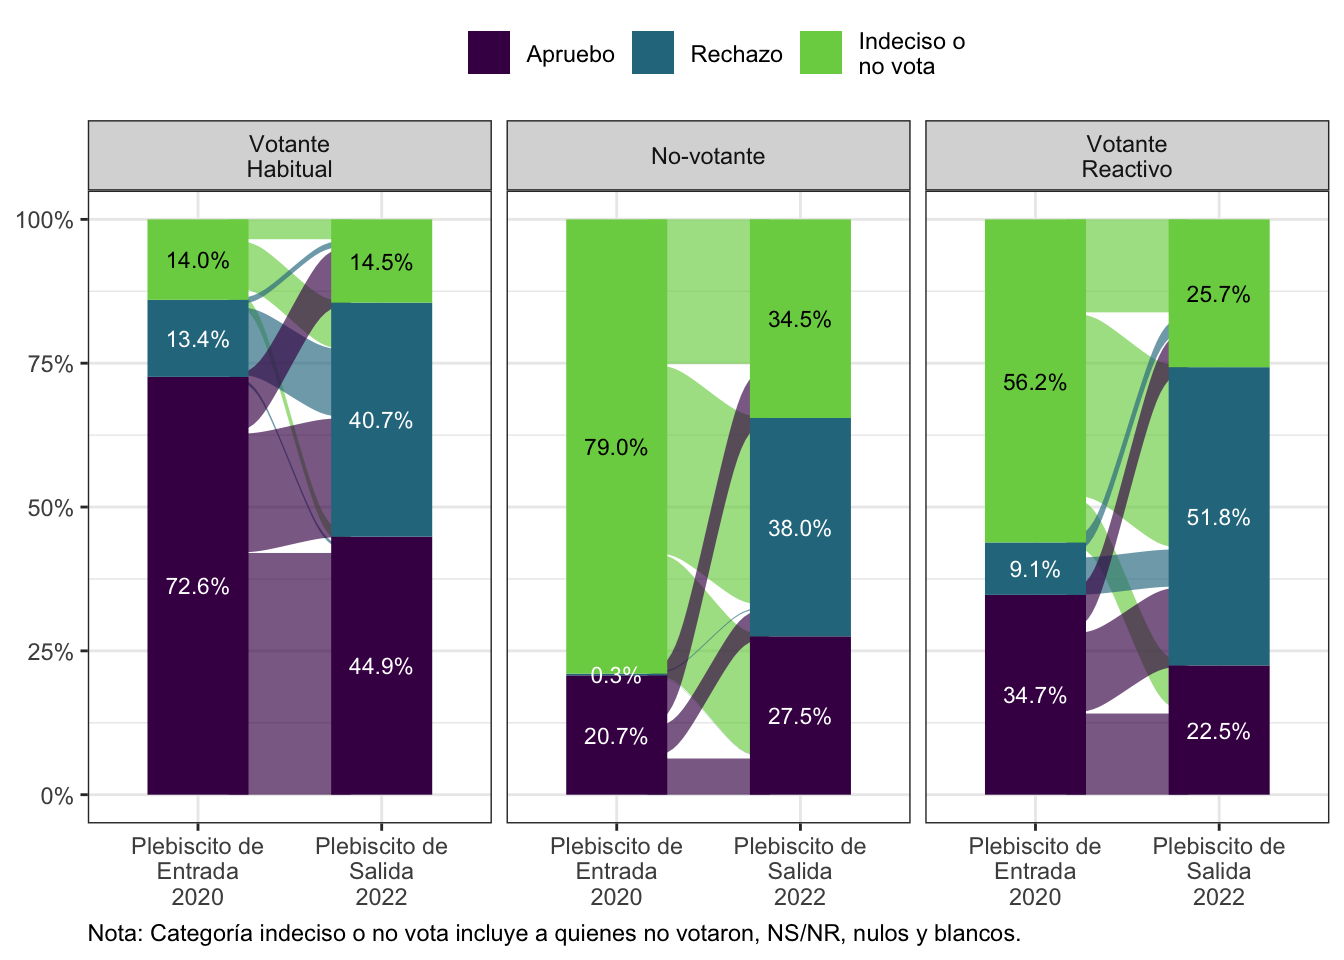 Apruebo
Rechazo
Indeciso o
no vota
Votante
Habitual
No-votante
Votante
Reactivo
100%
75%
50%
25%
0%
14.0%
13.4%
72.6%
14.5%
40.7%
44.9%
79.0%
0.3%
20.7%
34.5%
38.0%
27.5%
56.2%
9.1%
34.7%
25.7%
51.8%
22.5%
Plebiscito de
Entrada
2020
Plebiscito de
Salida
2022
Plebiscito de
Entrada
2020
Plebiscito de
Salida
2022
Plebiscito de
Entrada
2020
Plebiscito de
Salida
2022
Nota: Categoría indeciso o no vota incluye a quienes no votaron, NS/NR, nulos y blancos.